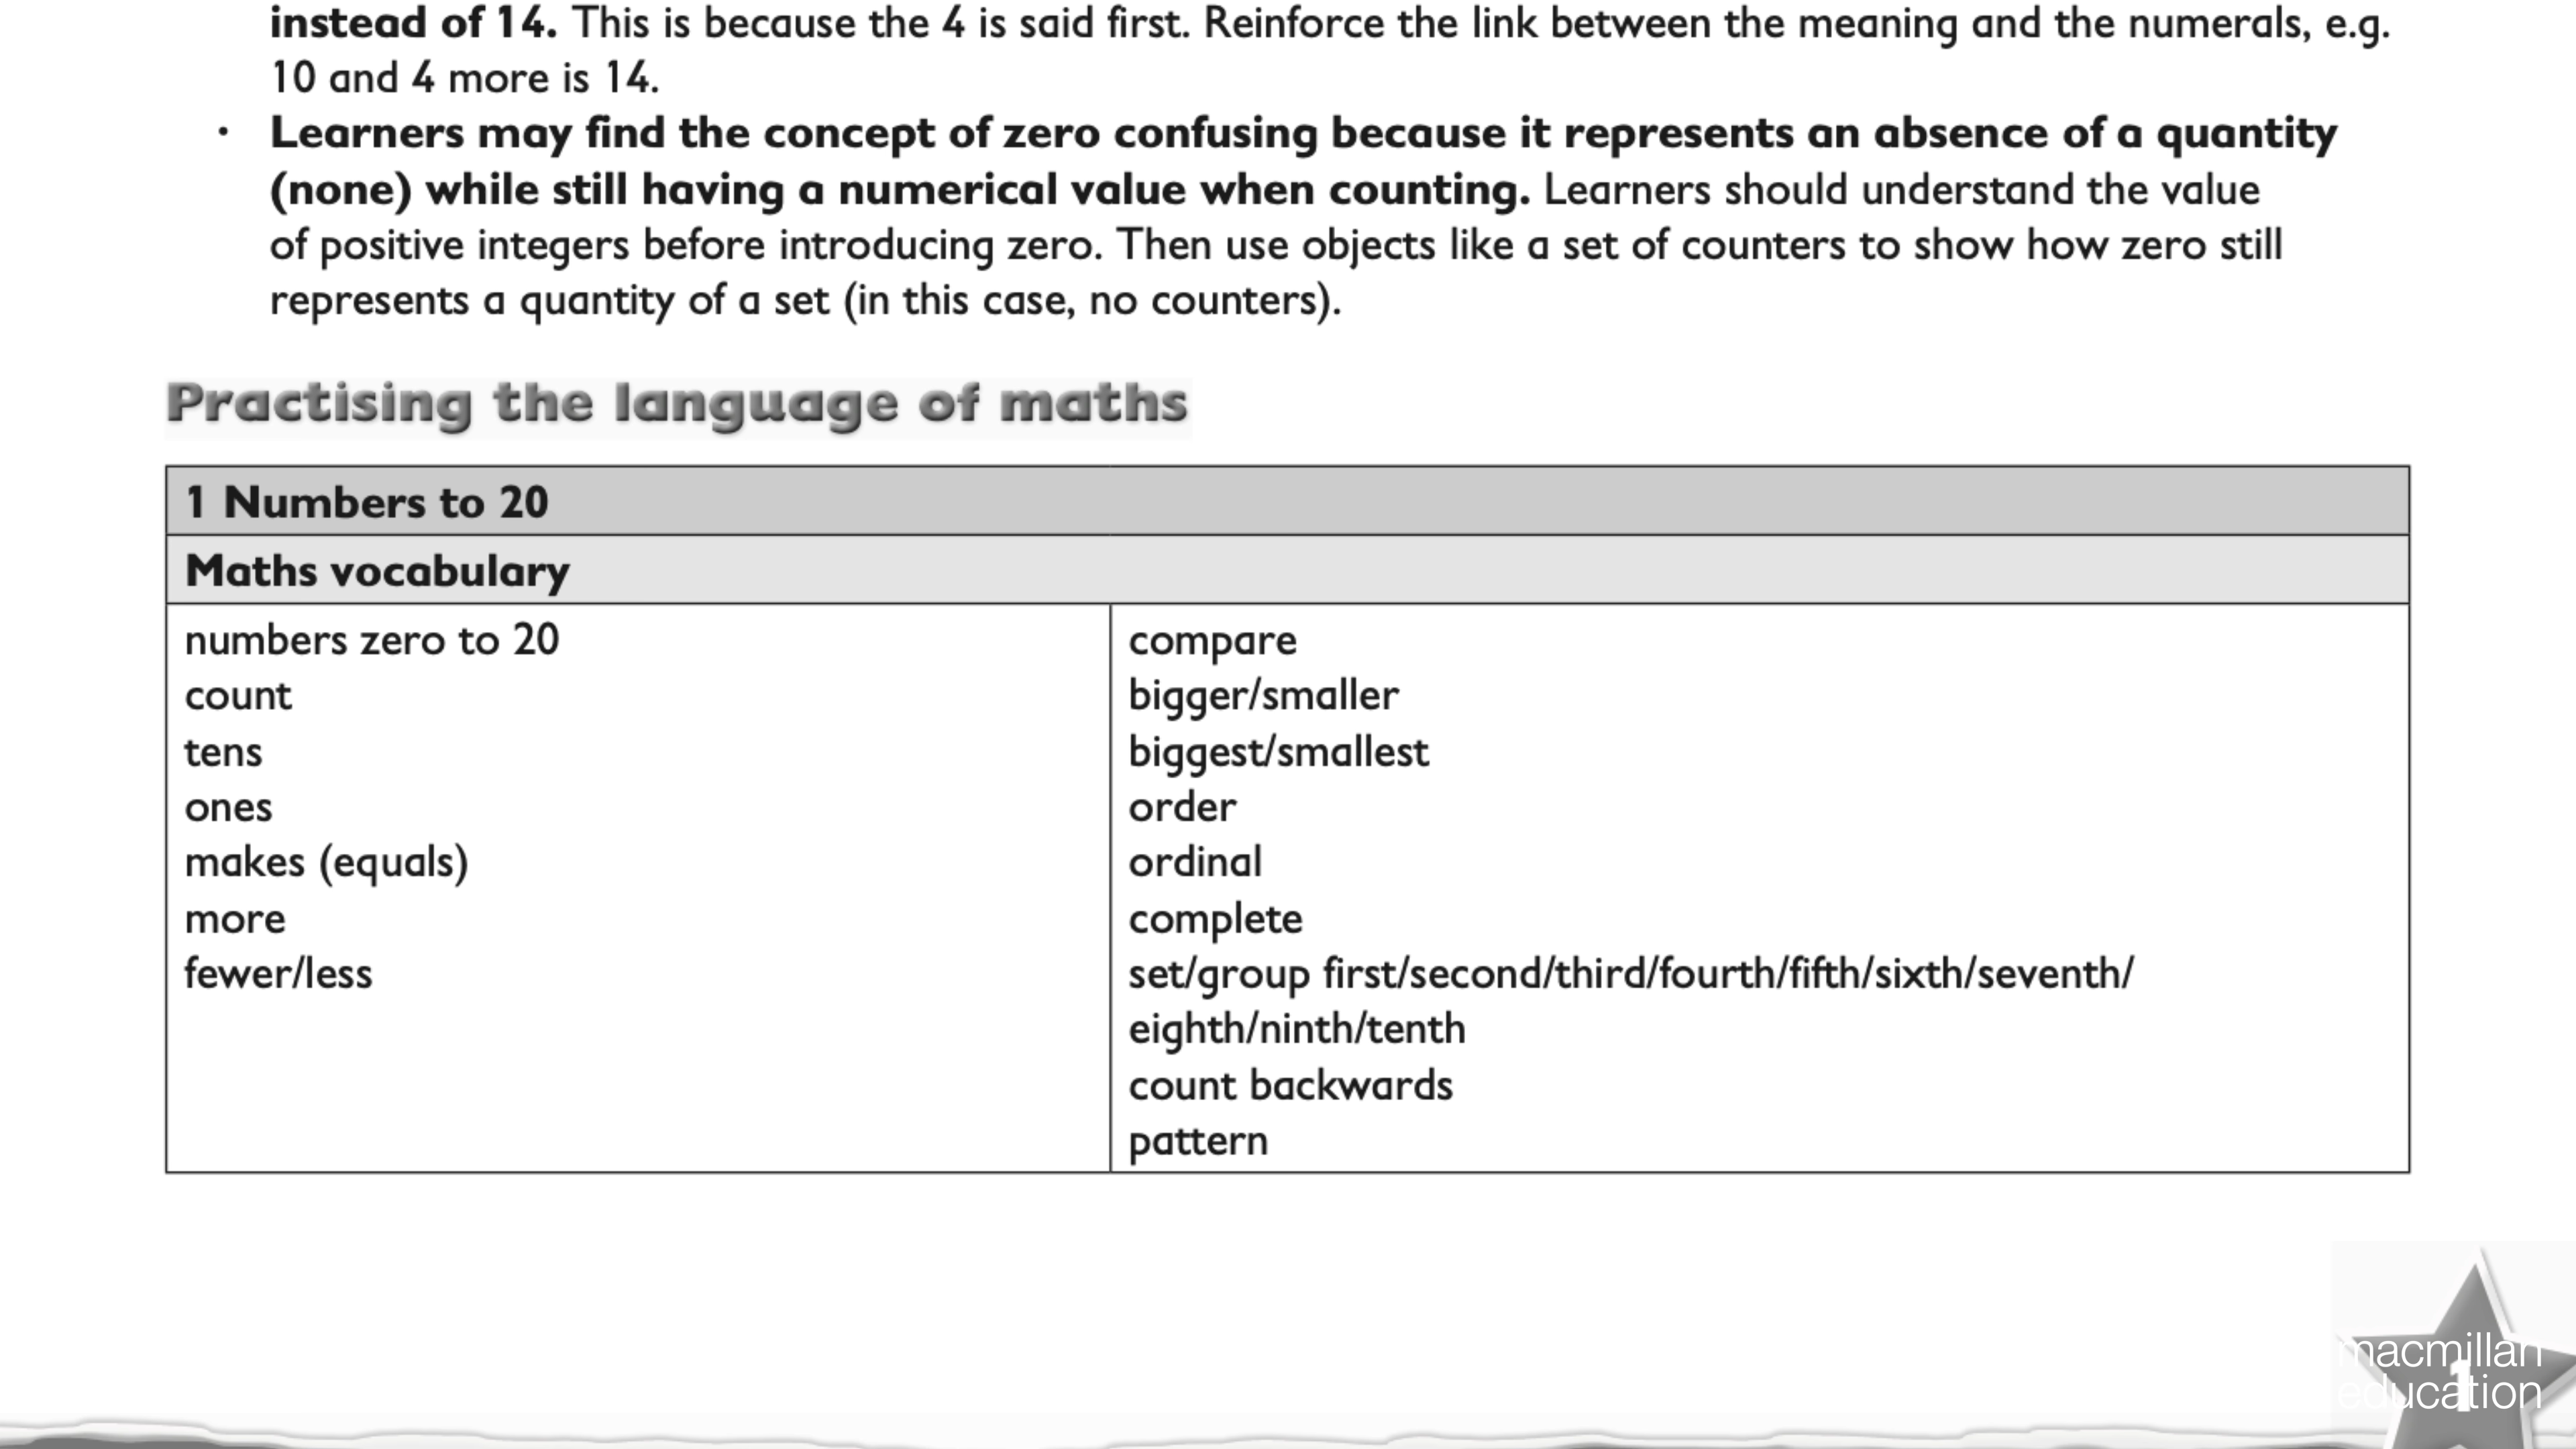 instead of 14. This is because the 4 is said first. Reinforce the link between the meaning and the numerals, e.g.
10 and 4 more is 14.
• Learners may find the concept of zero confusing because it represents an absence of a quantity
(none) while still having a numerical value when counting. Learners should understand the value
of positive integers before introducing zero. Then use objects like a set of counters to show how zero still
represents a quantity of a set (in this case, no counters).
Practising the language of maths
1 Numbers to 20
Maths vocabulary
numbers zero to 20
count
tens
ones
makes (equals)
more
fewer/less
compare
bigger/smaller
biggest/smallest
order
ordinal
complete
set/group first/second/third/fourth/fifth/sixth/seventh/
eighth/ninth/tenth
count backwards
pattern
macmillan
education
1